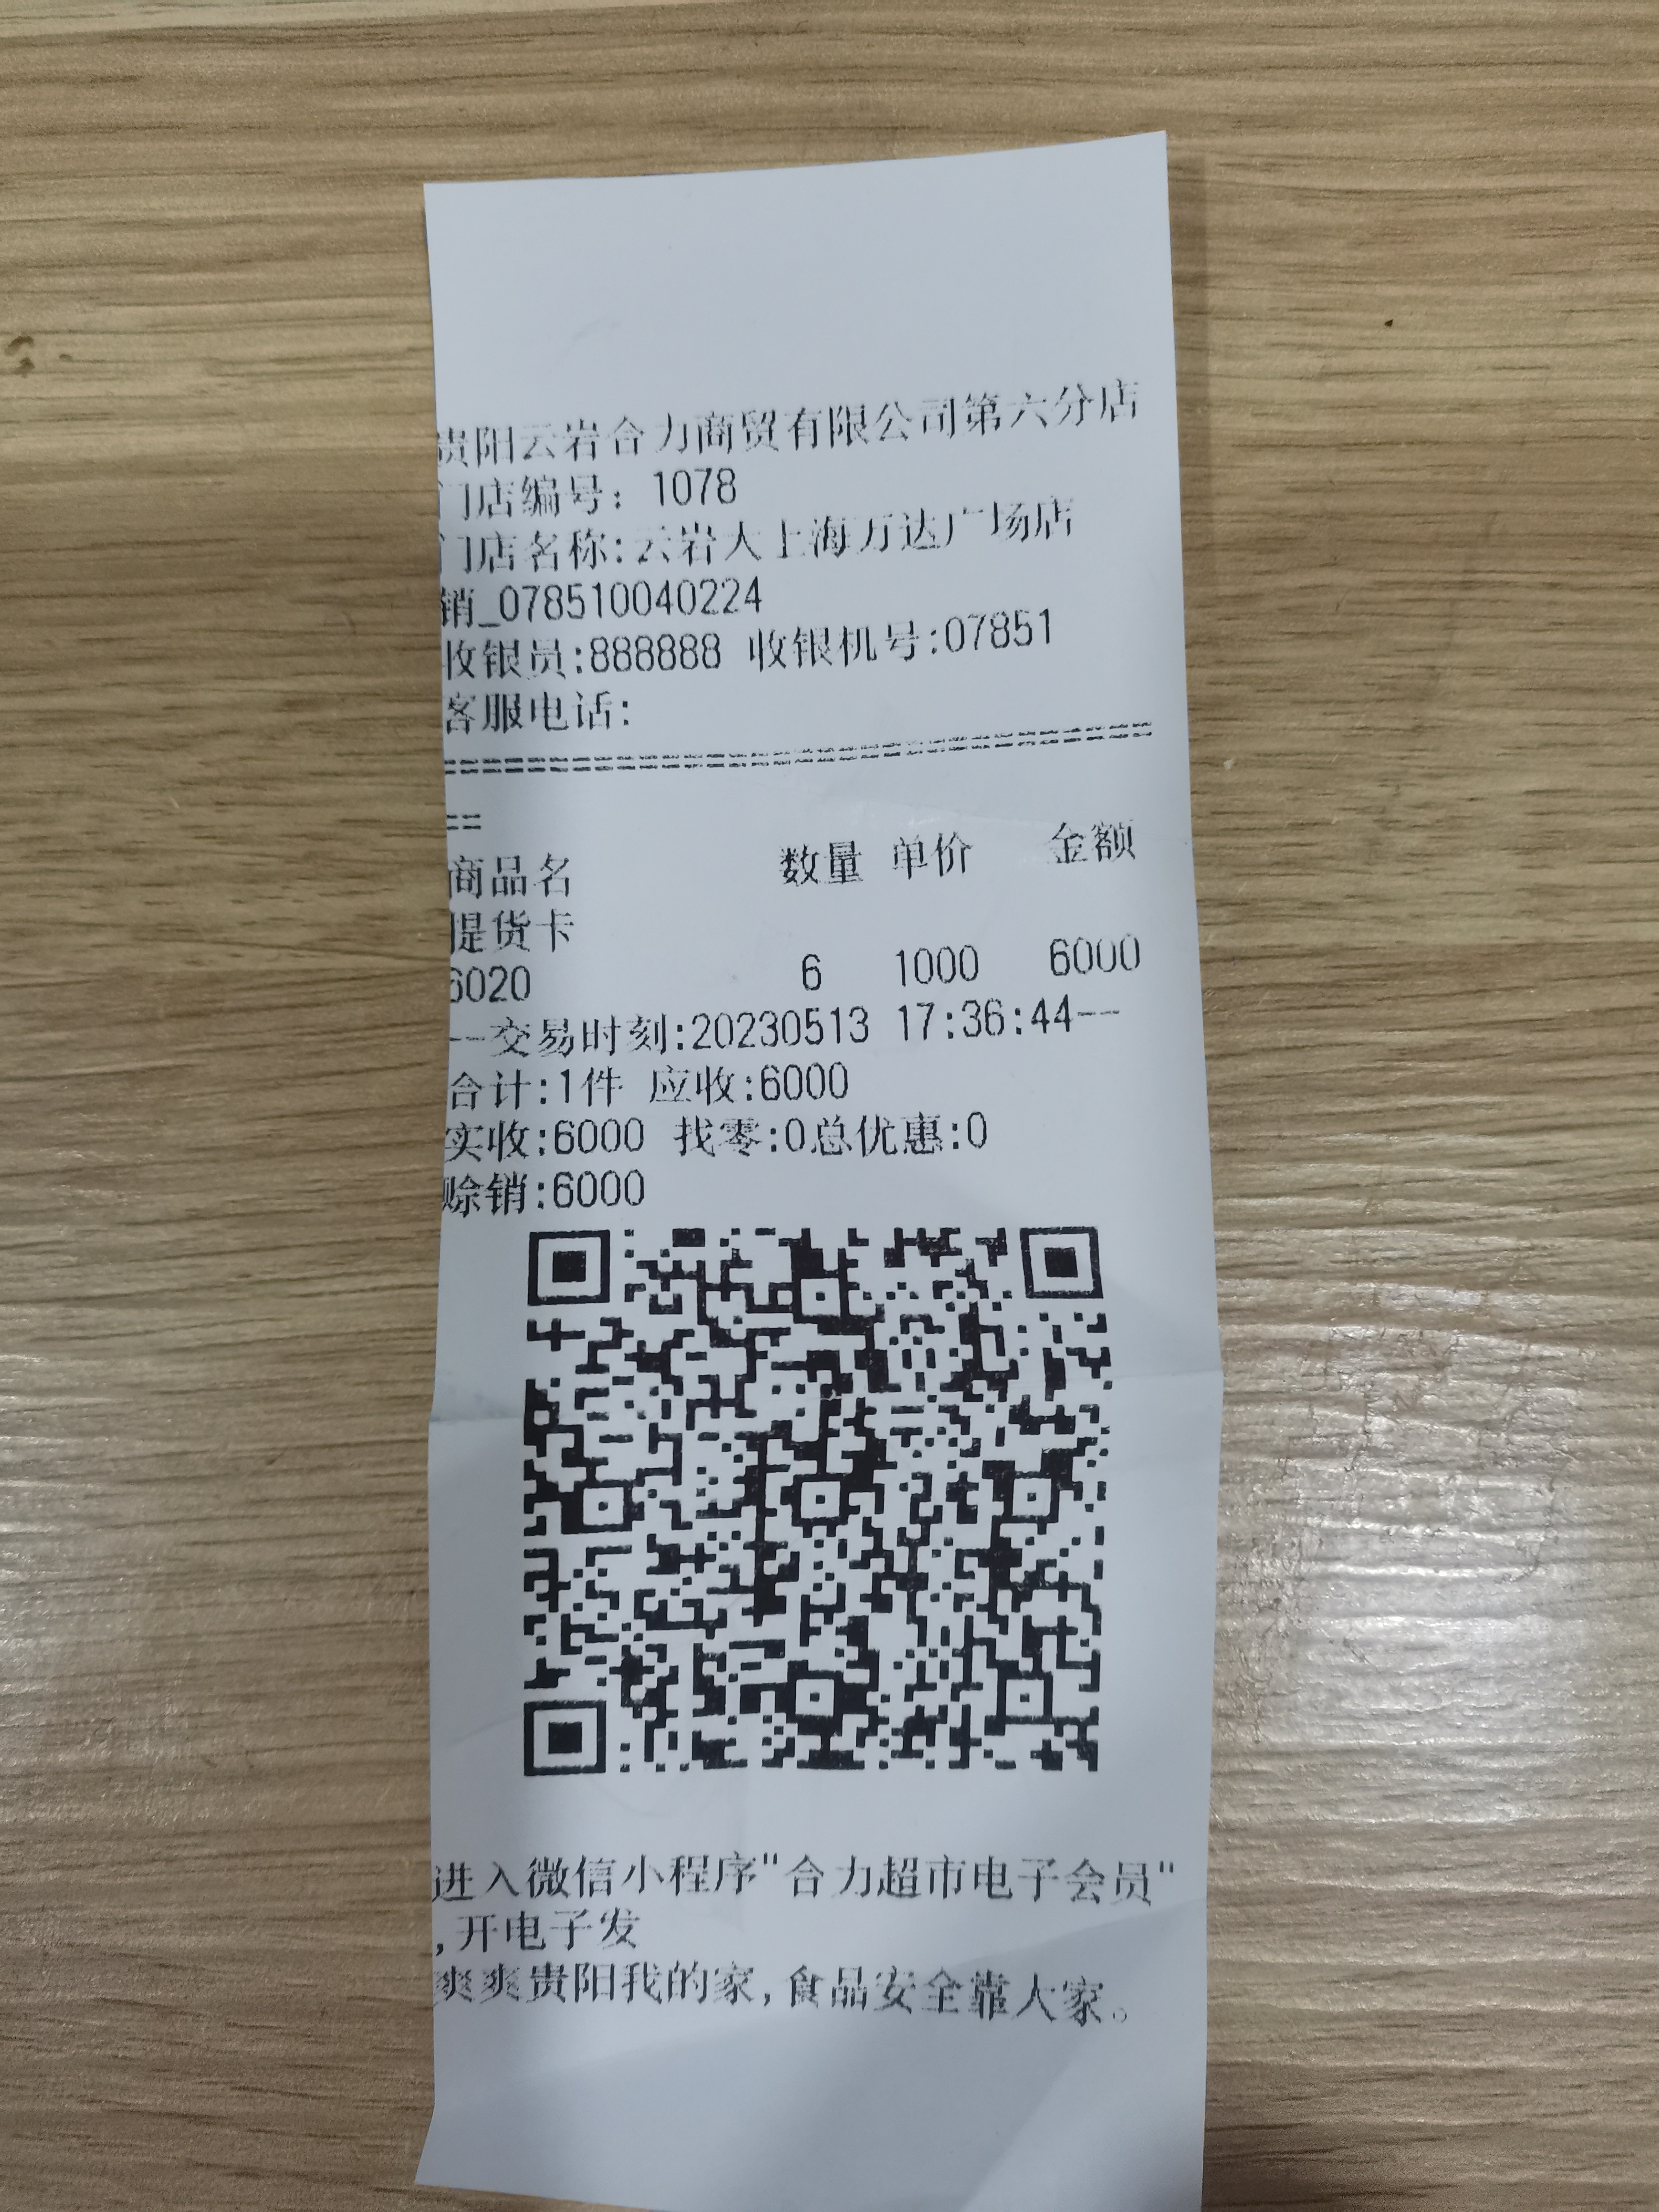 贵阳云岩合力商贸有限公司第六分店
门店编号：1078
门店名称:云岩大上海万达广场店
销_078510040224
收银员:888888 收银机号:07851
客服电话:
======================================
==
商品名 数量 单价 金额
提货卡
6020 6 1000 6000
--交易时刻:20230513 17:36:44--
合计:1件 应收:6000
实收:6000 找零:0总优惠:0
赊销:6000
进入微信小程序"合力超市电子会员"
,开电子发
爽爽贵阳我的家,食品安全靠大家。